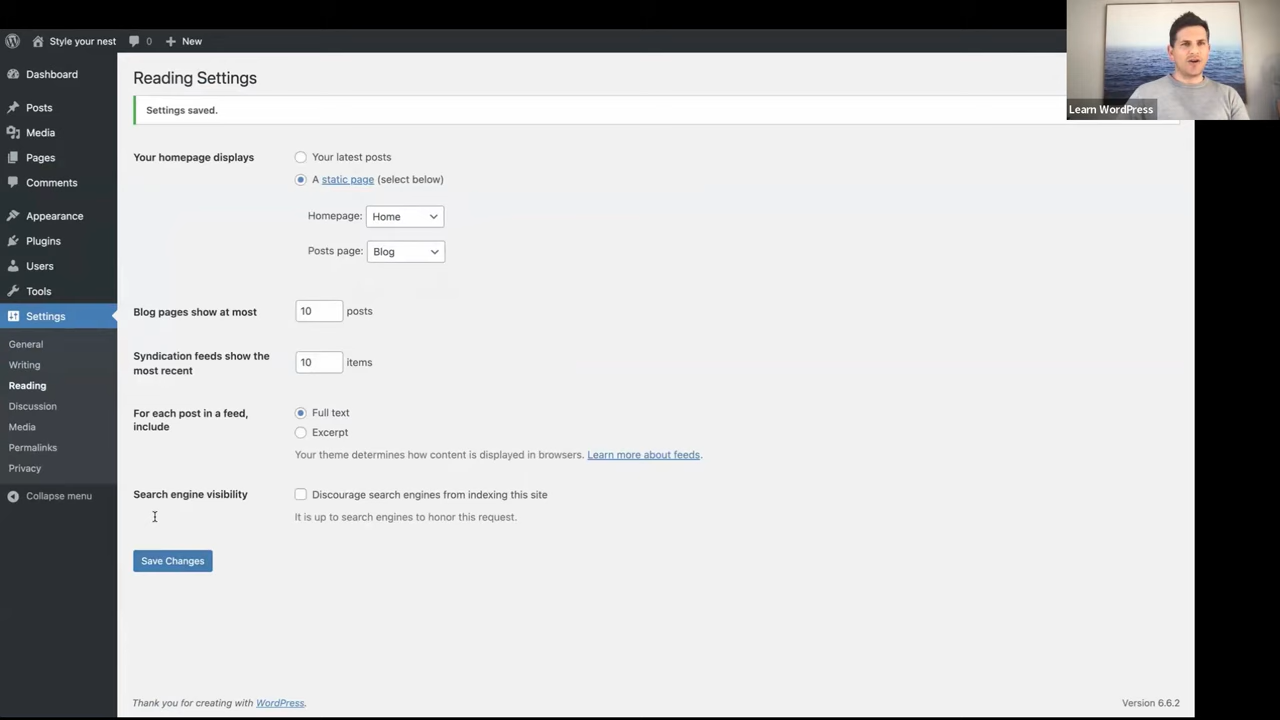 Style your nest 0 New
Learn WordPress
Dashboard
Posts
Media
Pages
Comments
Appearance
Plugins
Users
Tools
Settings
General
Writing
Reading
Discussion
Media
Permalinks
Privacy
Collapse menu
Reading Settings
Settings saved.
Your homepage displays
Your latest posts
A static page (select below)
Homepage: Home
Posts page: Blog
Blog pages show at most 10 posts
Syndication feeds show the
most recent
10 items
For each post in a feed,
include
Full text
Excerpt
Your theme determines how content is displayed in browsers. Learn more about feeds.
Search engine visibility
Discourage search engines from indexing this site
It is up to search engines to honor this request.
Save Changes
Thank you for creating with WordPress.
Version 6.6.2